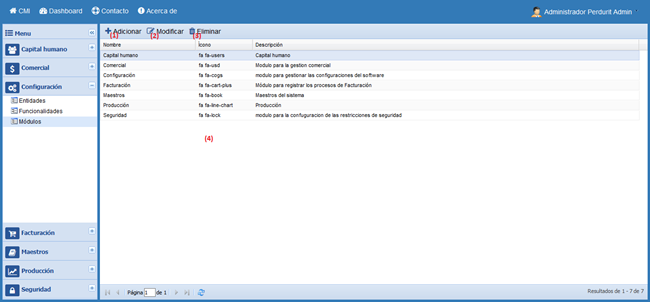 CMI Dashboard Contacto Acerca de
Administrador Perdurit Admin
Menu
Capital humano
Comercial
Configuración
Entidades
Funcionalidades
Módulos
Facturación
Maestros
Producción
Seguridad
Adicionar Modificar Eliminar
(1) (2) (3)
Nombre Ícono Descripción
Capital humano fa fa-users Capital humano
Comercial fa fa-usd Modulo para la gestion comercial
Configuración fa fa-cogs modulo para gestionar las configuraciones del software
Facturación fa fa-cart-plus Módulo para registrar los procesos de Facturación
Maestros fa fa-book Maestros del sistema
Producción fa fa-line-chart Producción
Seguridad fa fa-lock modulo para la confuguracion de las restricciones de seguridad
(4)
Página 1 de 1
Resultados de 1 - 7 de 7